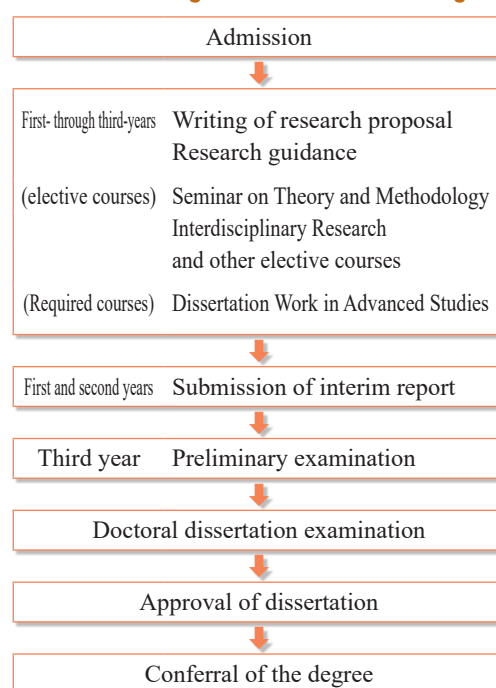 Admission
First- through third-years Writing of research proposal
Research guidance
(elective courses) Seminar on Theory and Methodology
Interdisciplinary Research
and other elective courses
(Required courses) Dissertation Work in Advanced Studies
First and second years Submission of interim report
Third year Preliminary examination
Doctoral dissertation examination
Approval of dissertation
Conferral of the degree